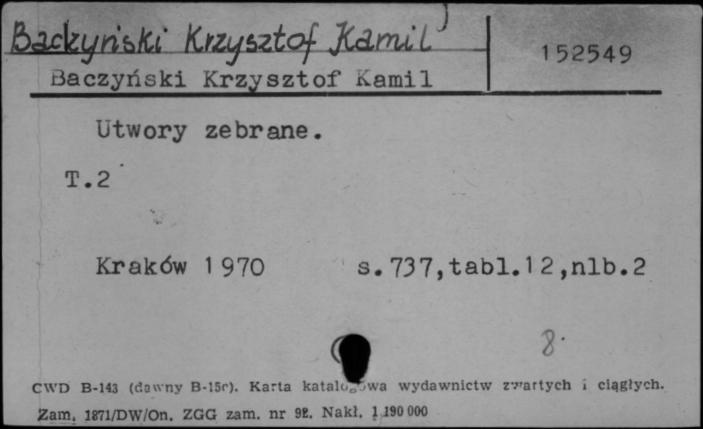 Baczyński Krzysztof Kamil
152549
Baczyński Krzysztof Kamil
Utwory zebrane.
T.2
Kraków 1970 s.737,tabl.12,nlb.2
8.
CWD B-143 (dawny B-15c). Karta katalogowa wydawnictw zwartych i ciągłych.
Zam. 1871/DW/On. ZGG zam. nr 92. Nakł. 1 190 000